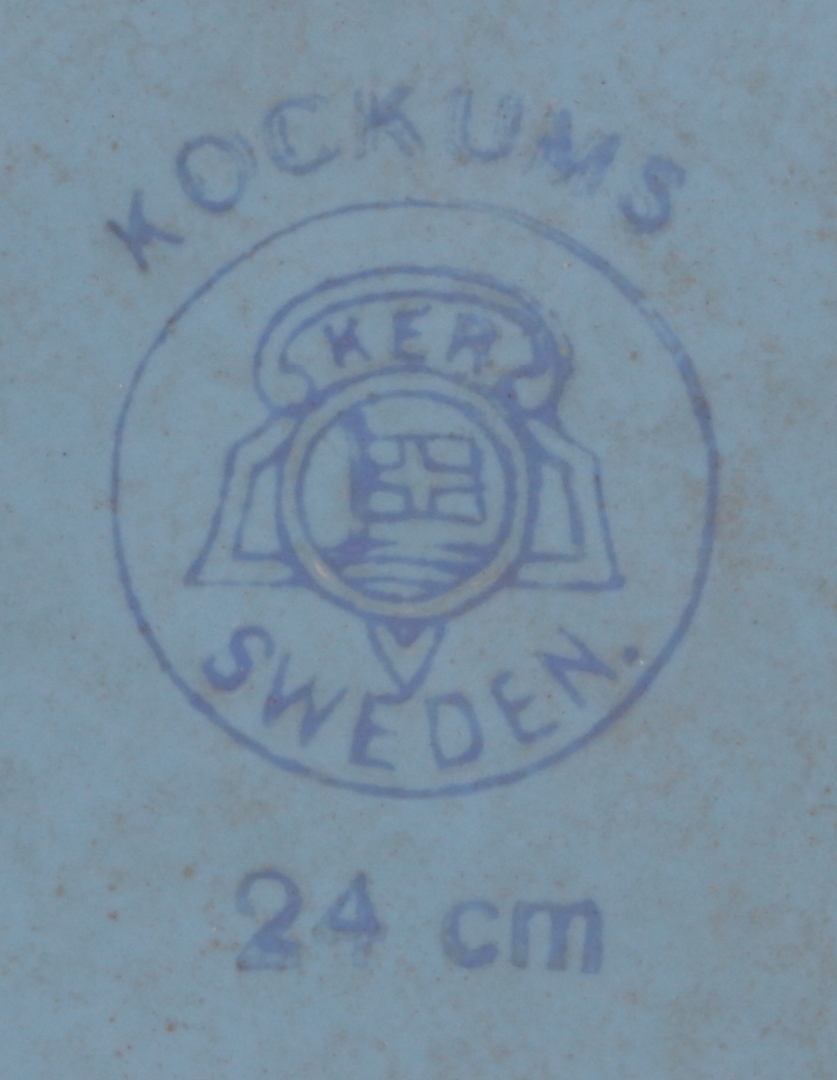 KOCKUMS
KER
SWEDEN.
24 cm